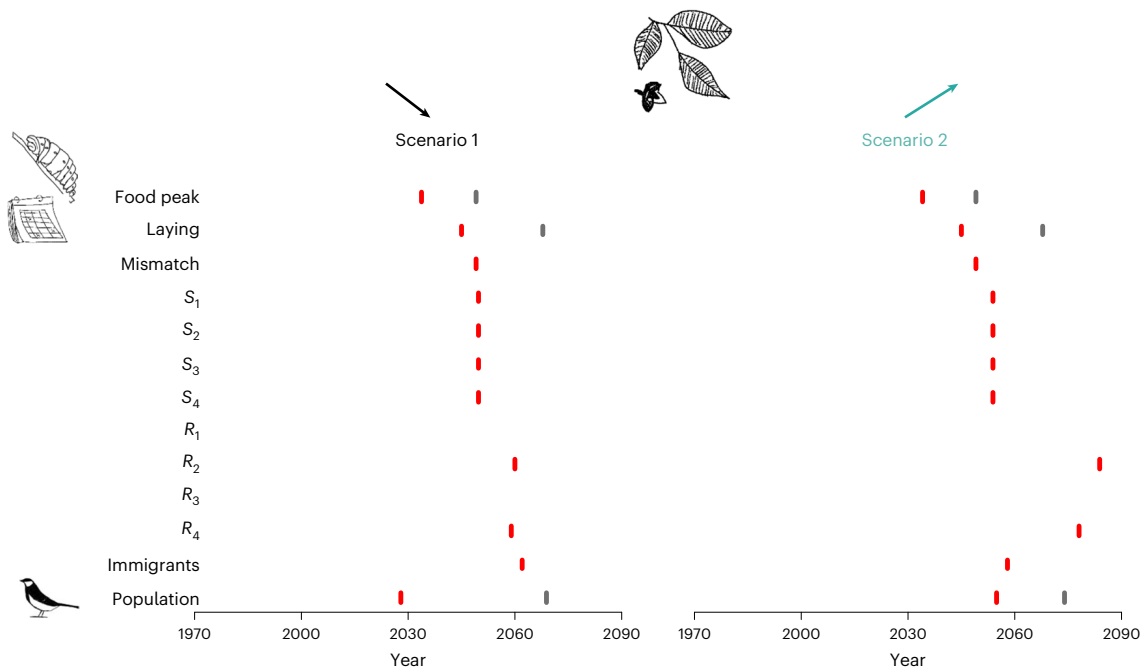 Scenario 1
Scenario 2
Food peak
Laying
Mismatch
S1
S2
S3
S4
R1
R2
R3
R4
Immigrants
Population
1970 2000 2030 2060 2090
1970 2000 2030 2060 2090
Year
Year